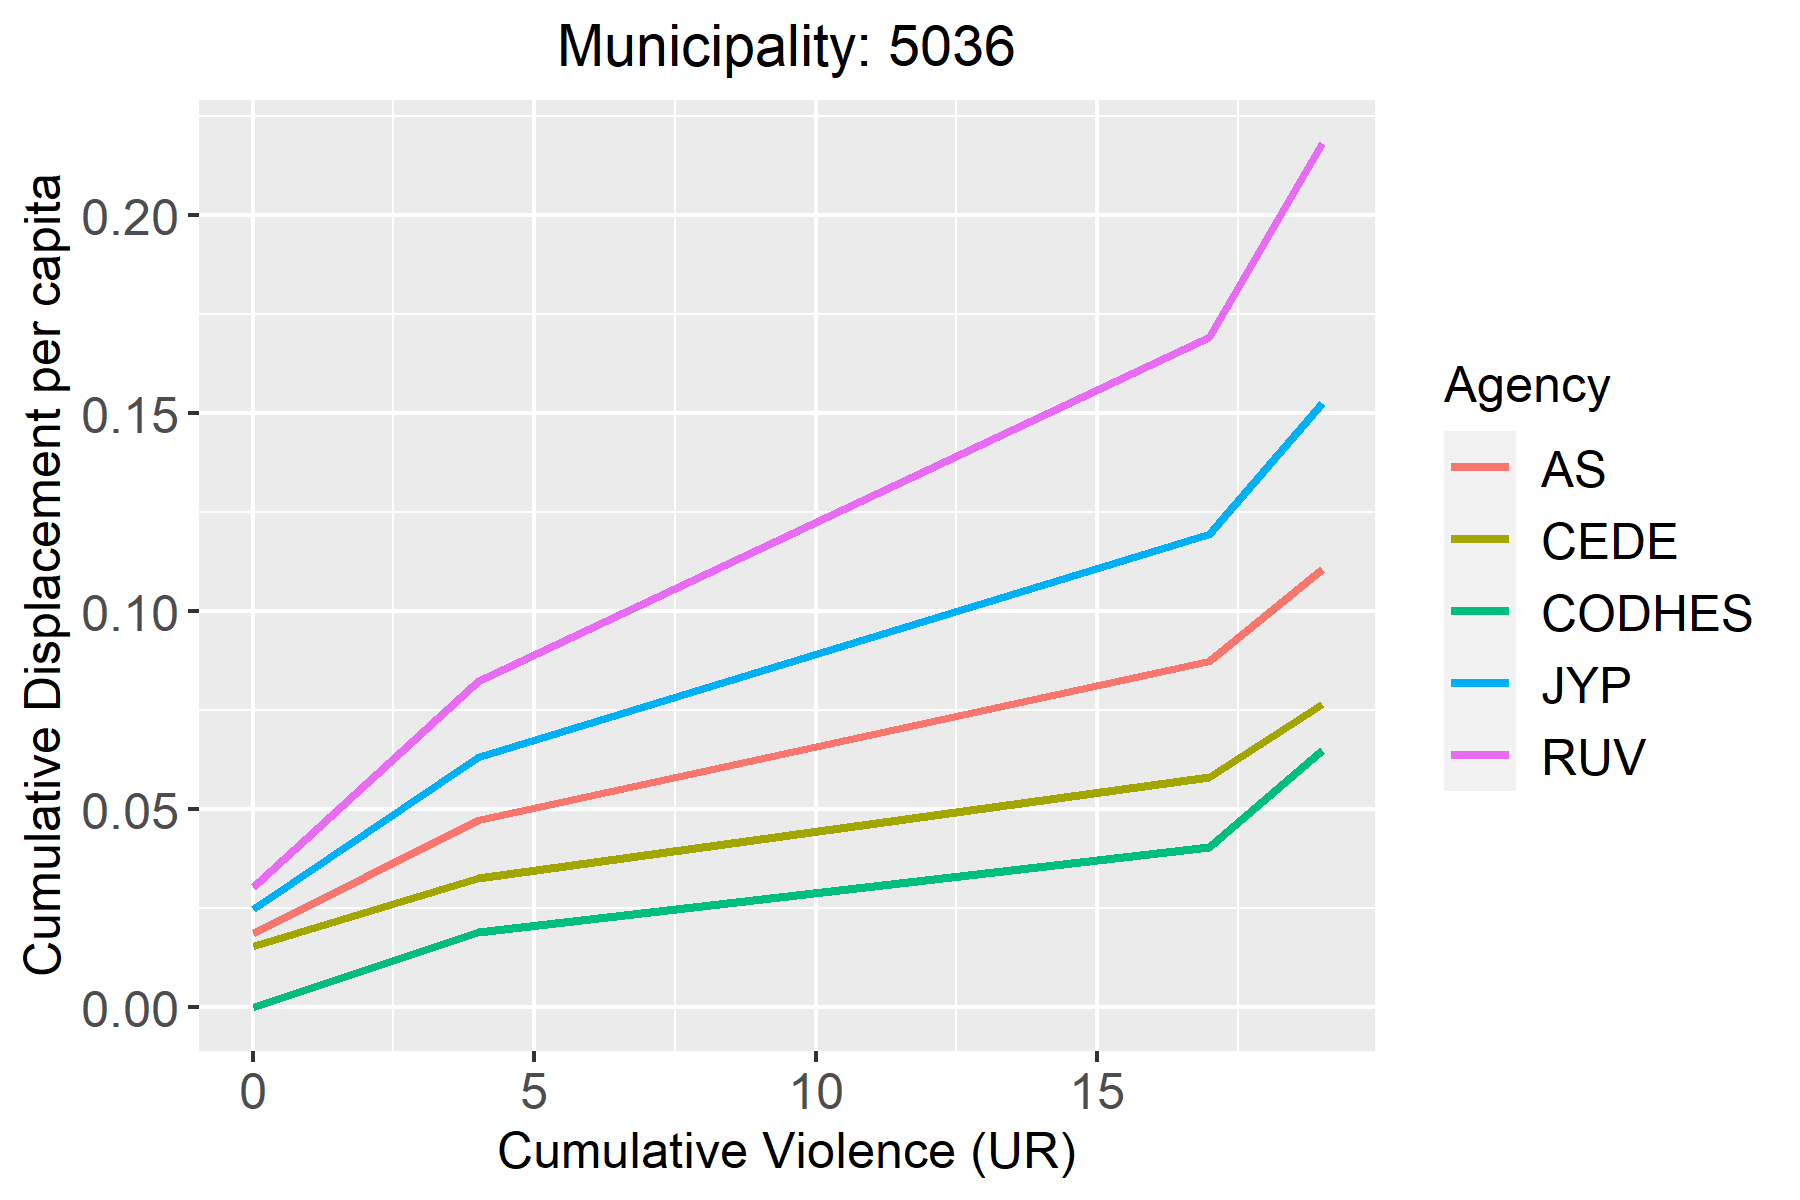 Municipality: 5036
Cumulative Displacement per capita
0.20
0.15
0.10
0.05
0.00
0 5 10 15
Cumulative Violence (UR)
Agency
AS
CEDE
CODHES
JYP
RUV